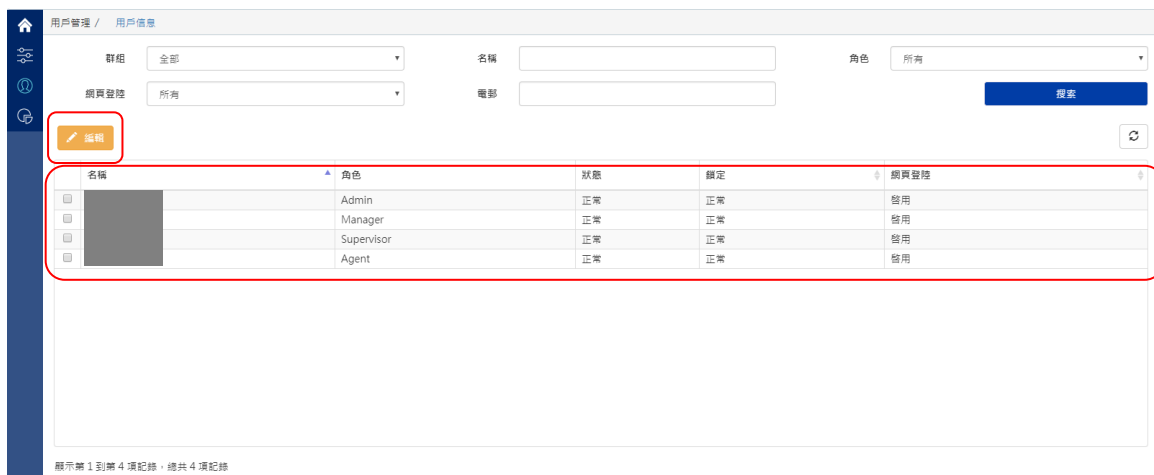 用戶管理 / 用戶信息
群組 全部 名稱 角色 所有
網頁登陸 所有 電郵 搜索
編輯
名稱 角色 狀態 鎖定 網頁登陸
Admin 正常 正常 啓用
Manager 正常 正常 啓用
Supervisor 正常 正常 啓用
Agent 正常 正常 啓用
顯示第 1 到第 4 項記錄，總共 4 項記錄